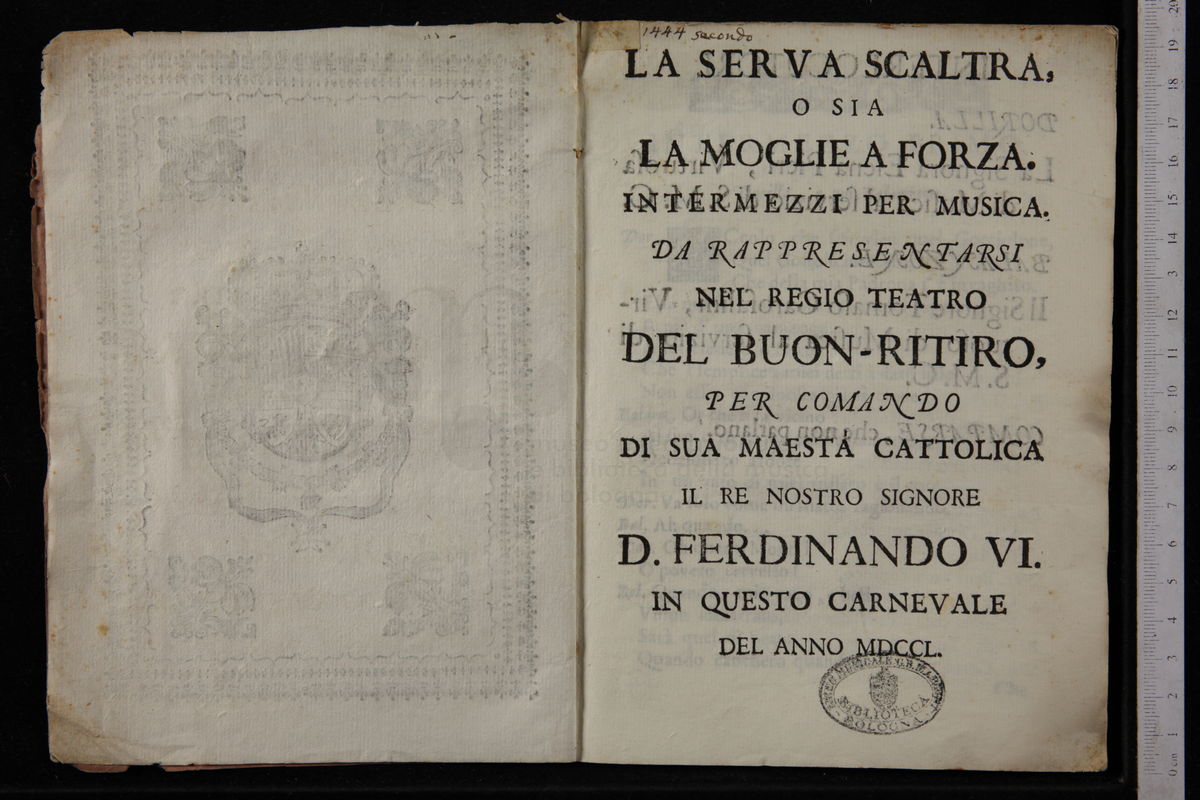 1444 secondo
LA SERVA SCALTRA,
O SIA
LA MOGLIE A FORZA.
INTERMEZZI PER MUSICA.
DA RAPPRESENTARSI
NEL REGIO TEATRO
DEL BUON-RITIRO,
PER COMANDO
DI SUA MAESTÁ CATTOLICA
IL RE NOSTRO SIGNORE
D. FERDINANDO VI.
IN QUESTO CARNEVALE
DEL ANNO MDCCL.
BIBLIOTECA
BOLOGNA